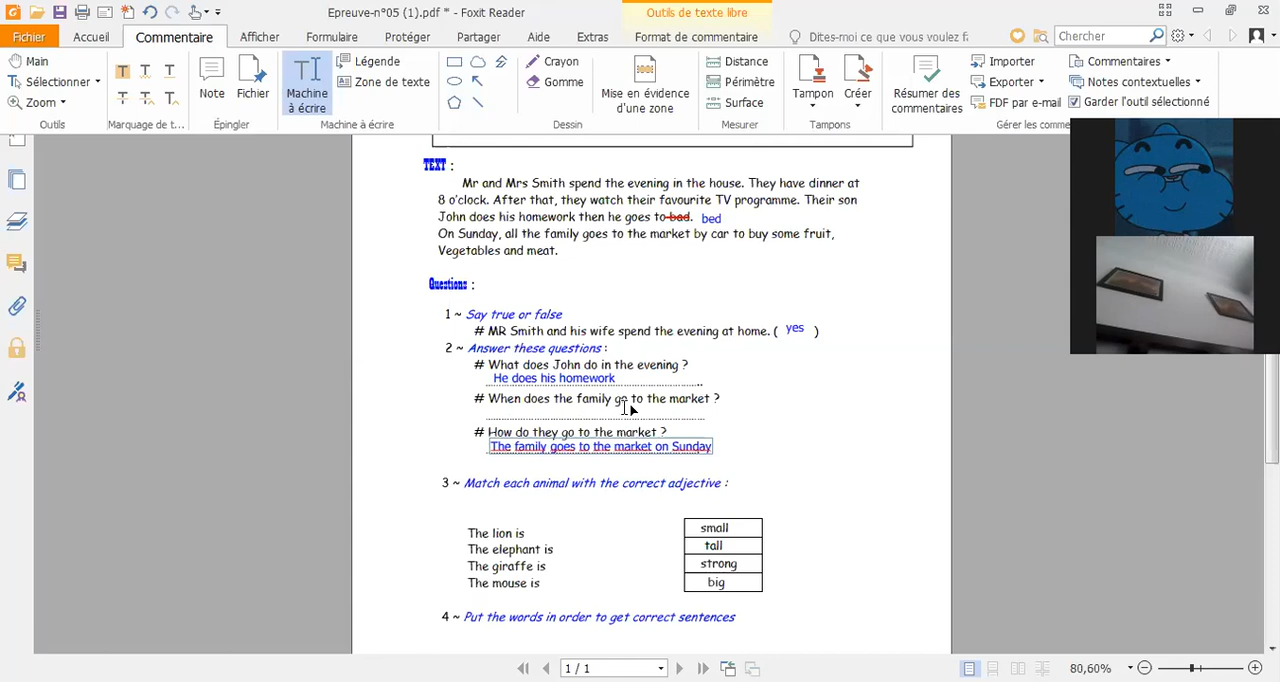 Epreuve-n°05 (1).pdf * - Foxit Reader
Outils de texte libre
Fichier
Accueil
Commentaire
Afficher
Formulaire
Protéger
Partager
Aide
Extras
Format de commentaire
Dites-moi ce que vous voulez fi
Chercher
Main
Sélectionner
Zoom
Outils
T T T
T T T
Marquage de t...
Note
Fichier
Épingler
Machine à écrire
Légende
Zone de texte
Machine à écrire
Crayon
Gomme
Dessin
Mise en évidence d'une zone
Distance
Périmètre
Surface
Mesurer
Tampon
Créer
Tampons
Résumer des commentaires
Importer
Exporter
FDF par e-mail
Commentaires
Notes contextuelles
Garder l'outil sélectionné
Gérer les comme
TEXT :
Mr and Mrs Smith spend the evening in the house. They have dinner at
8 o'clock. After that, they watch their favourite TV programme. Their son
John does his homework then he goes to bad. bed
On Sunday, all the family goes to the market by car to buy some fruit,
Vegetables and meat.
Questions :
1 ~ Say true or false
# MR Smith and his wife spend the evening at home. ( yes )
2 ~ Answer these questions :
# What does John do in the evening ?
He does his homework
# When does the family go to the market ?
# How do they go to the market ?
The family goes to the market on Sunday
3 ~ Match each animal with the correct adjective :
The lion is
The elephant is
The giraffe is
The mouse is
small
tall
strong
big
4 ~ Put the words in order to get correct sentences
1 / 1
80,60%